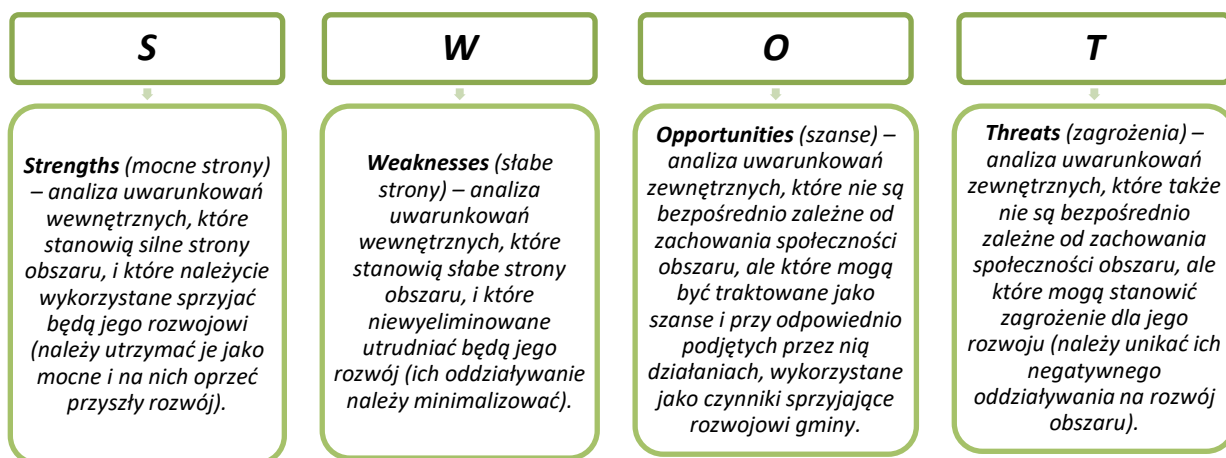 S
Strengths (mocne strony)
– analiza uwarunkowań
wewnętrznych, które
stanowią silne strony
obszaru, i które należycie
wykorzystane sprzyjać
będą jego rozwojowi
(należy utrzymać je jako
mocne i na nich oprzeć
przyszły rozwój).
W
Weaknesses (słabe
strony) – analiza
uwarunkowań
wewnętrznych, które
stanowią słabe strony
obszaru, i które
niewyeliminowane
utrudniać będą jego
rozwój (ich oddziaływanie
należy minimalizować).
O
Opportunities (szanse) –
analiza uwarunkowań
zewnętrznych, które nie są
bezpośrednio zależne od
zachowania społeczności
obszaru, ale które mogą
być traktowane jako
szanse i przy odpowiednio
podjętych przez nią
działaniach, wykorzystane
jako czynniki sprzyjające
rozwojowi gminy.
T
Threats (zagrożenia) –
analiza uwarunkowań
zewnętrznych, które także
nie są bezpośrednio
zależne od zachowania
społeczności obszaru, ale
które mogą stanowić
zagrożenie dla jego
rozwoju (należy unikać ich
negatywnego
oddziaływania na rozwój
obszaru).